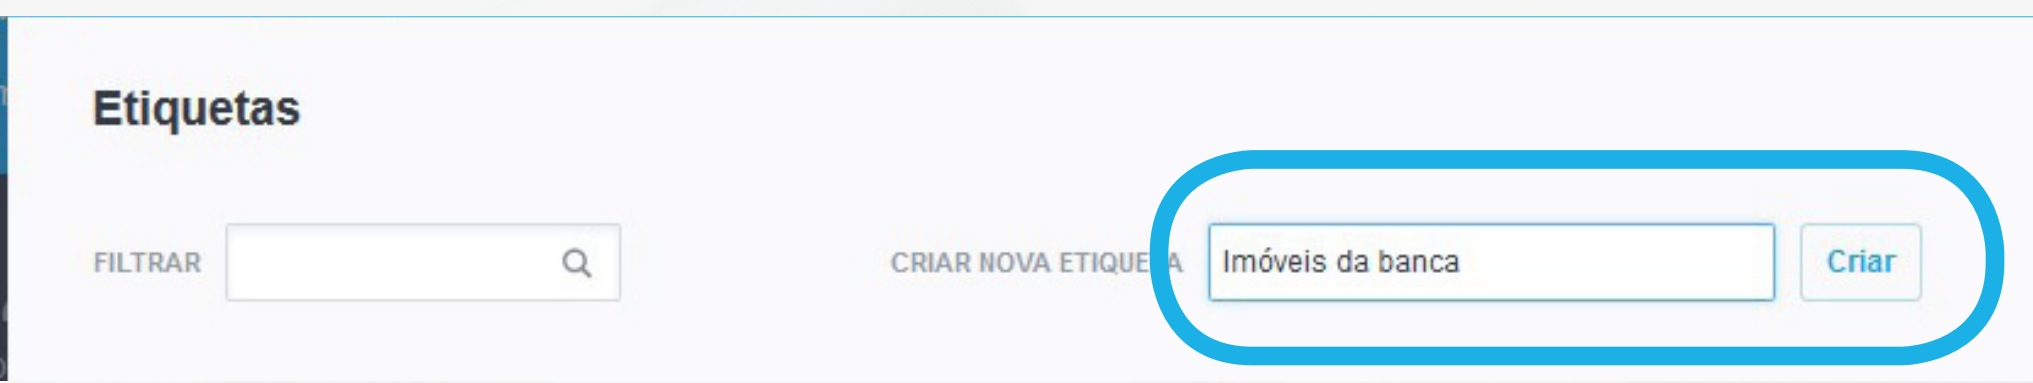 Etiquetas
FILTRAR
CRIAR NOVA ETIQUETA Imóveis da banca Criar